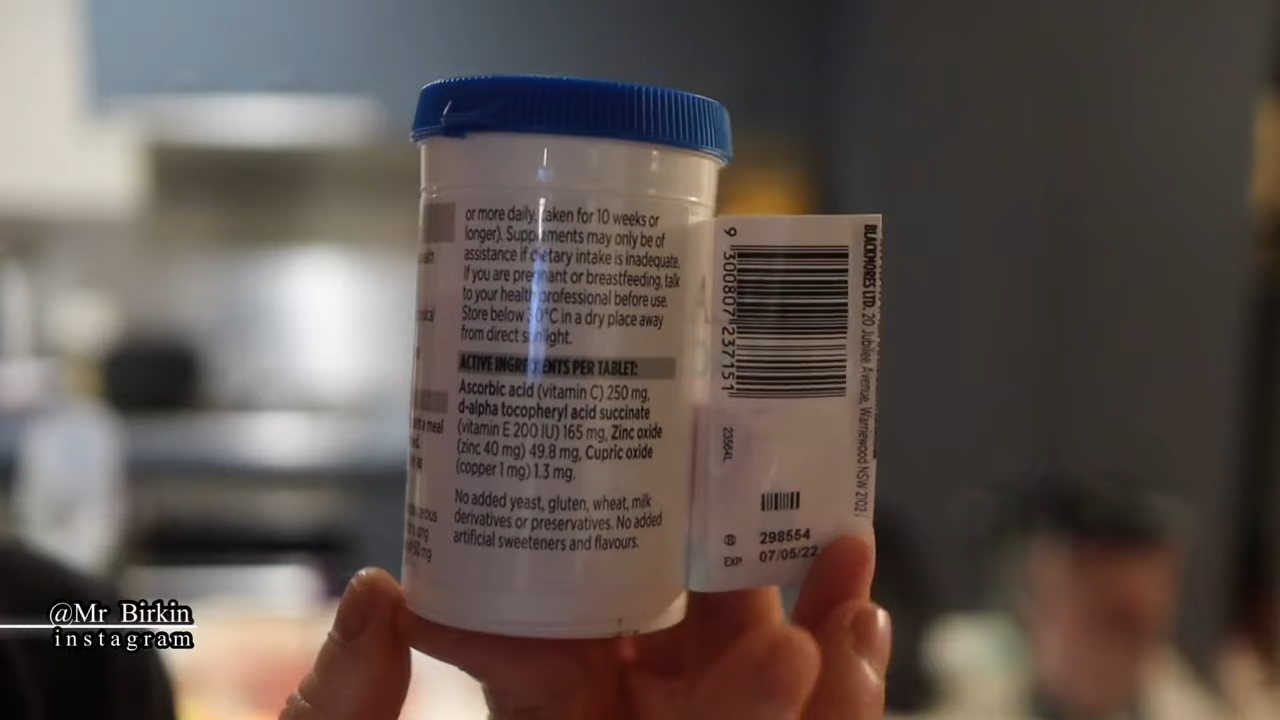 or more daily, taken for 10 weeks or
longer). Supplements may only be of
assistance if dietary intake is inadequate.
If you are pregnant or breastfeeding, talk
to your health professional before use.
Store below 30°C in a dry place away
from direct sunlight.
ACTIVE INGREDIENTS PER TABLET:
Ascorbic acid (vitamin C) 250 mg,
d-alpha tocopheryl acid succinate
(vitamin E 200 IU) 165 mg, Zinc oxide
(zinc 40 mg) 49.8 mg, Cupric oxide
(copper 1 mg) 1.3 mg.
No added yeast, gluten, wheat, milk
derivatives or preservatives. No added
artificial sweeteners and flavours.
a meal
50 mg
9 300807 237151
BLACKMORES LTD, 20 Jubilee Avenue, Warriewood NSW 2102
23564L
B 298554
EXP. 07/05/22
@Mr Birkin
instagram